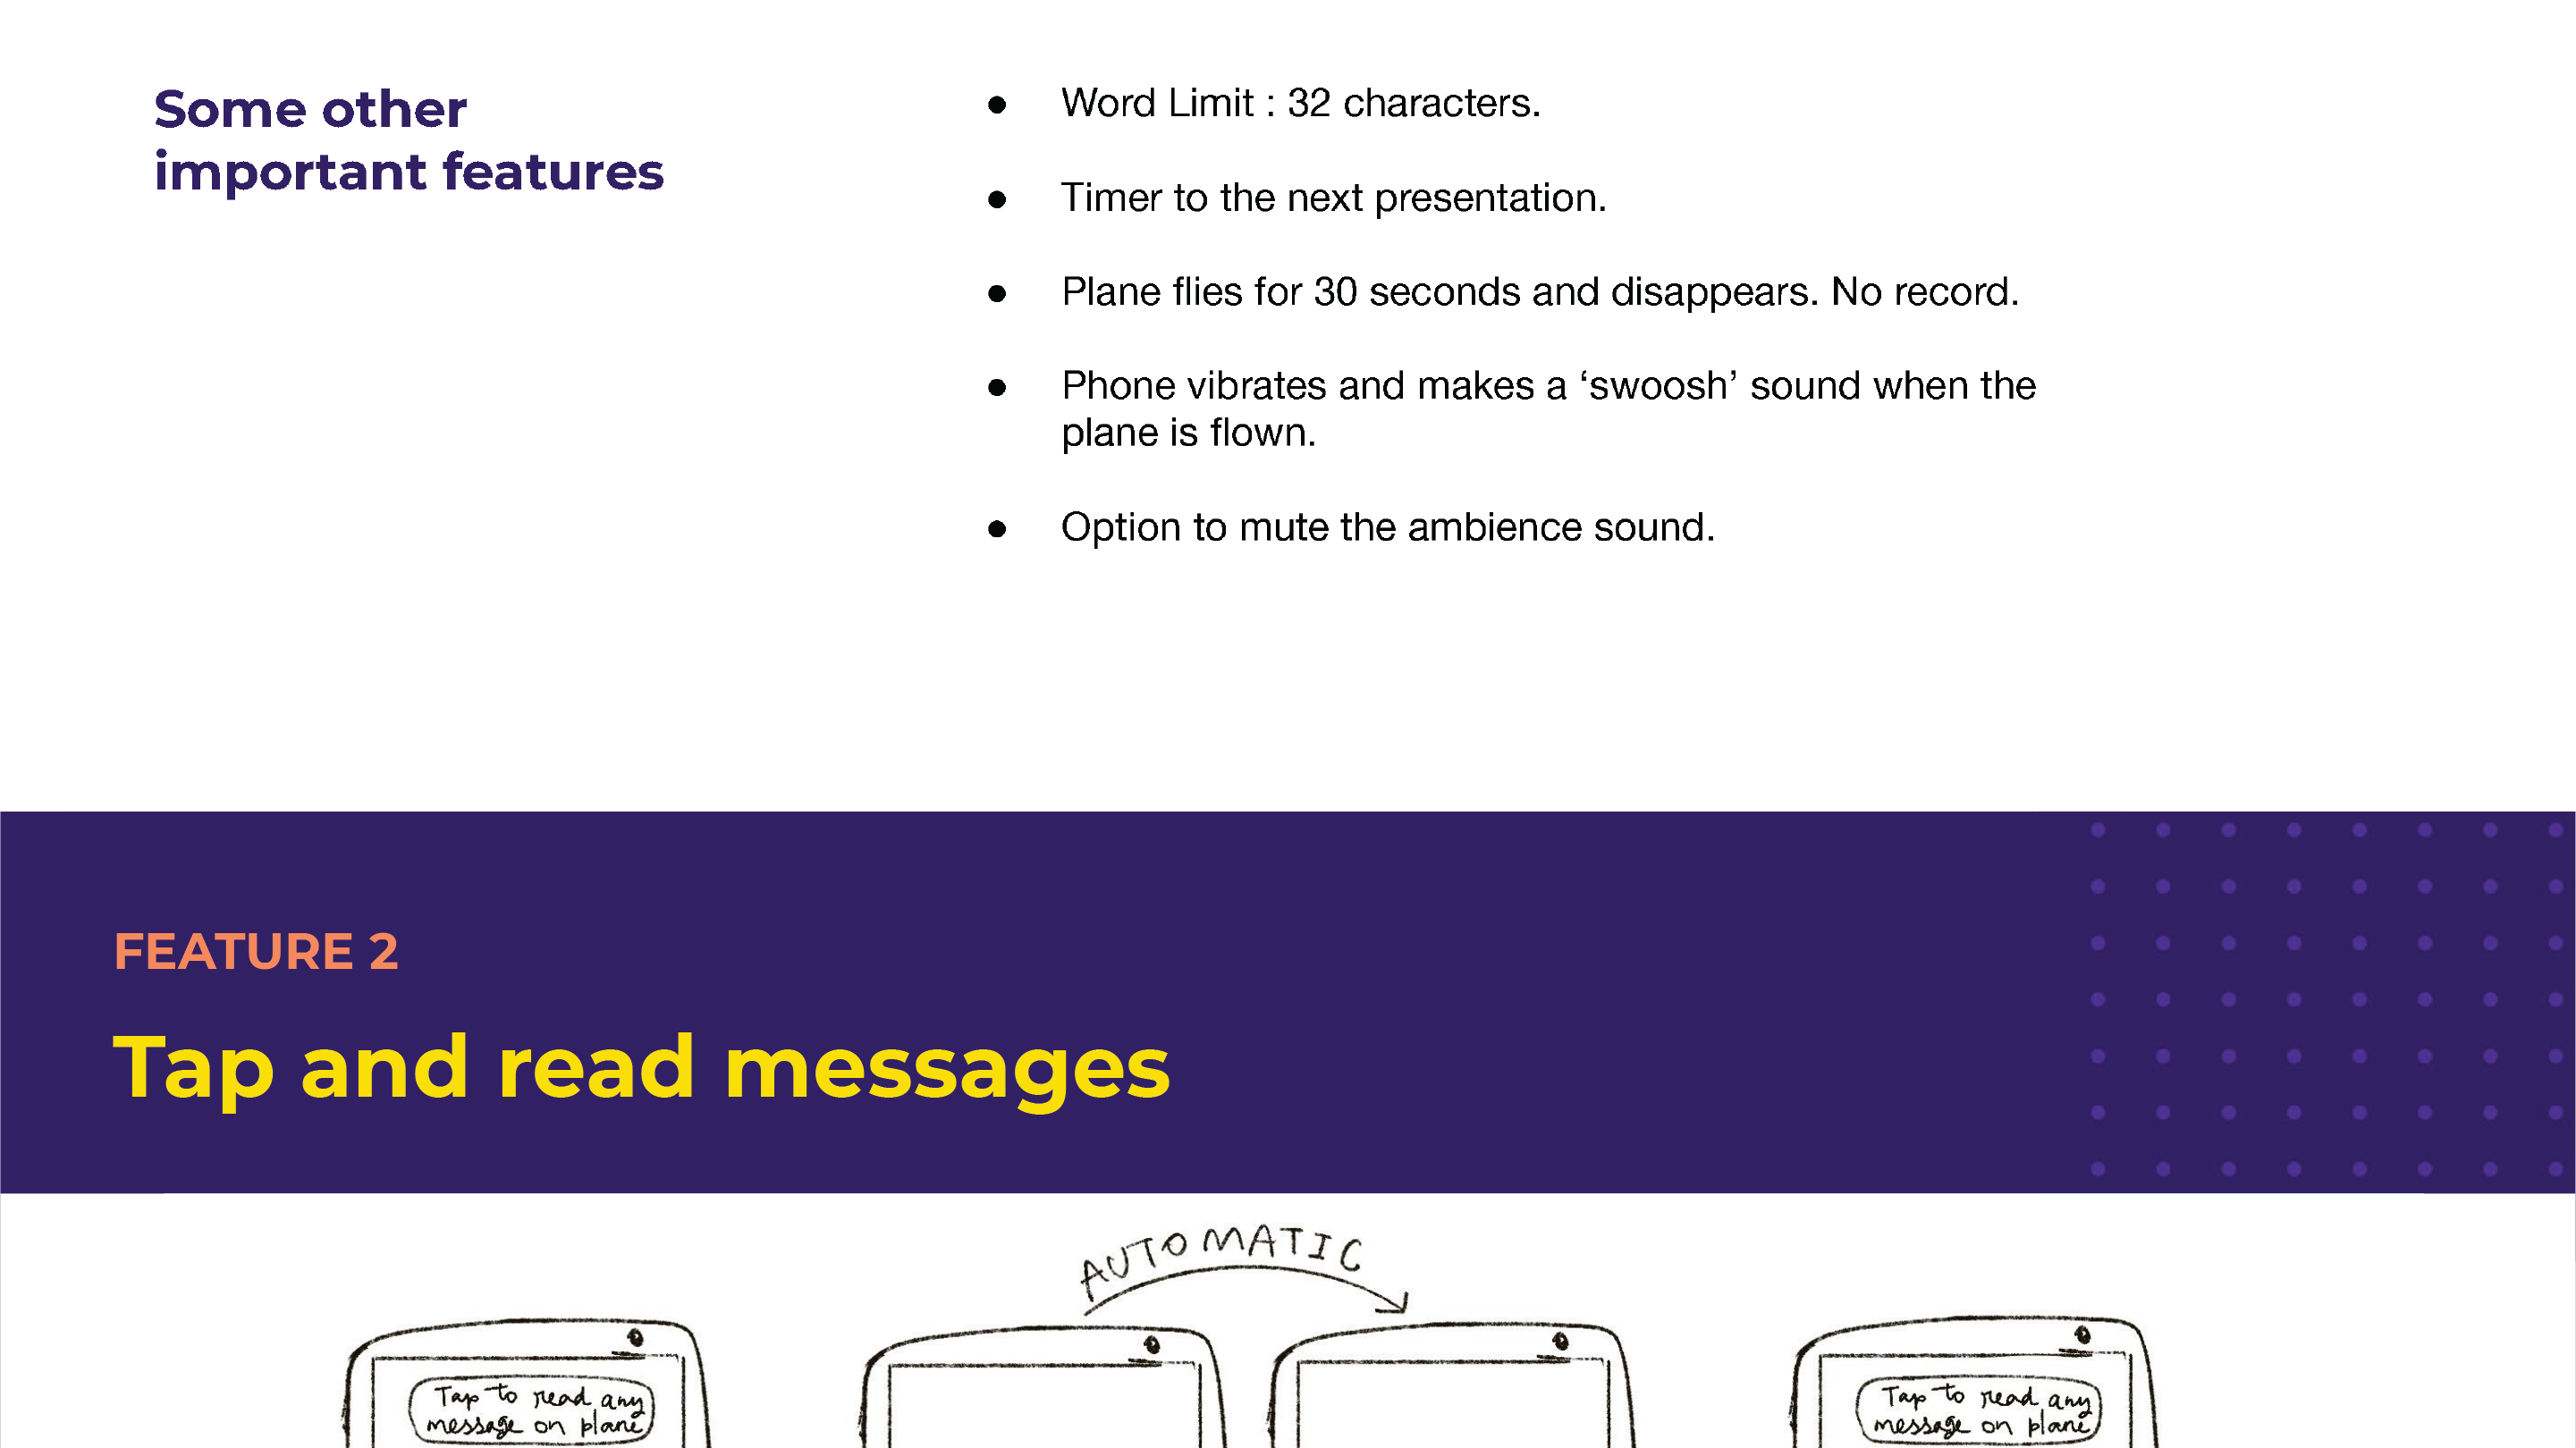 Some other
important features
● Word Limit : 32 characters.
● Timer to the next presentation.
● Plane flies for 30 seconds and disappears. No record.
● Phone vibrates and makes a ‘swoosh’ sound when the
plane is flown.
● Option to mute the ambience sound.
FEATURE 2
Tap and read messages
AUTOMATIC
Tap to read any
message on plane
Tap to read any
message on plane